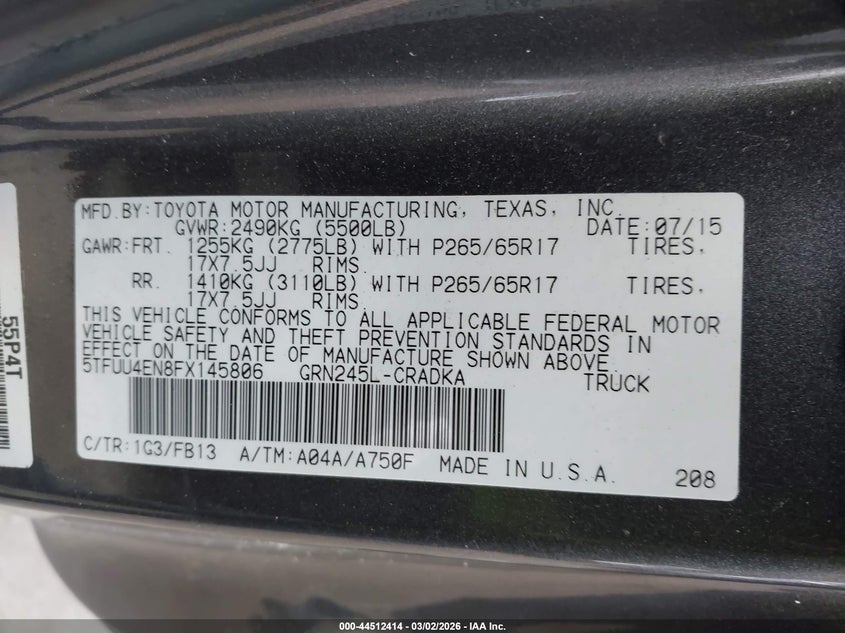 MFD.BY:TOYOTA MOTOR MANUFACTURING, TEXAS, INC.
GVWR:2490KG (5500LB) DATE:07/15
GAWR:FRT. 1255KG (2775LB) WITH P265/65R17 TIRES,
17X7.5JJ RIMS.
RR. 1410KG (3110LB) WITH P265/65R17 TIRES,
17X7.5JJ RIMS.
THIS VEHICLE CONFORMS TO ALL APPLICABLE FEDERAL MOTOR
VEHICLE SAFETY AND THEFT PREVENTION STANDARDS IN
EFFECT ON THE DATE OF MANUFACTURE SHOWN ABOVE.
5TFUU4EN8FX145806 GRN245L-CRADKA TRUCK
C/TR:1G3/FB13 A/TM:A04A/A750F MADE IN U.S.A.
208
55P4T
000-44512414 - 03/02/2026 - IAA Inc.